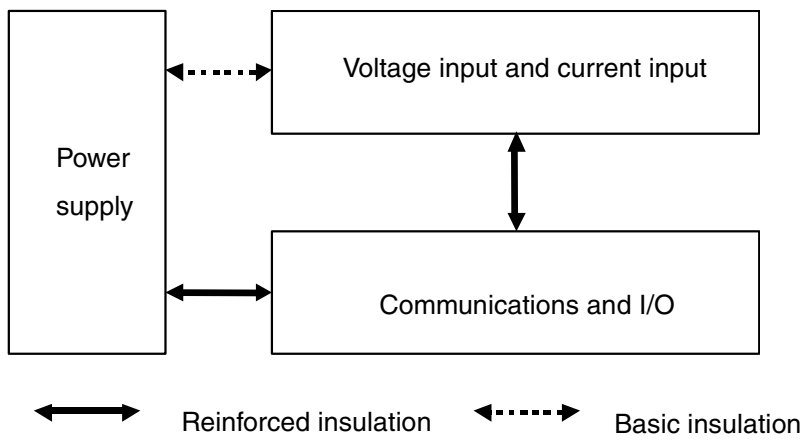 Voltage input and current input
Power
supply
Communications and I/O
Reinforced insulation
Basic insulation